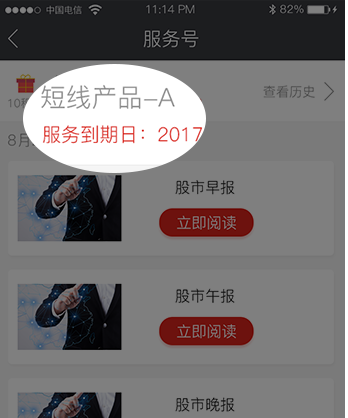 中国电信 11:14 PM 82%
服务号
短线产品-A
查看历史
服务到期日：2017
8月
股市早报
立即阅读
股市午报
立即阅读
股市晚报